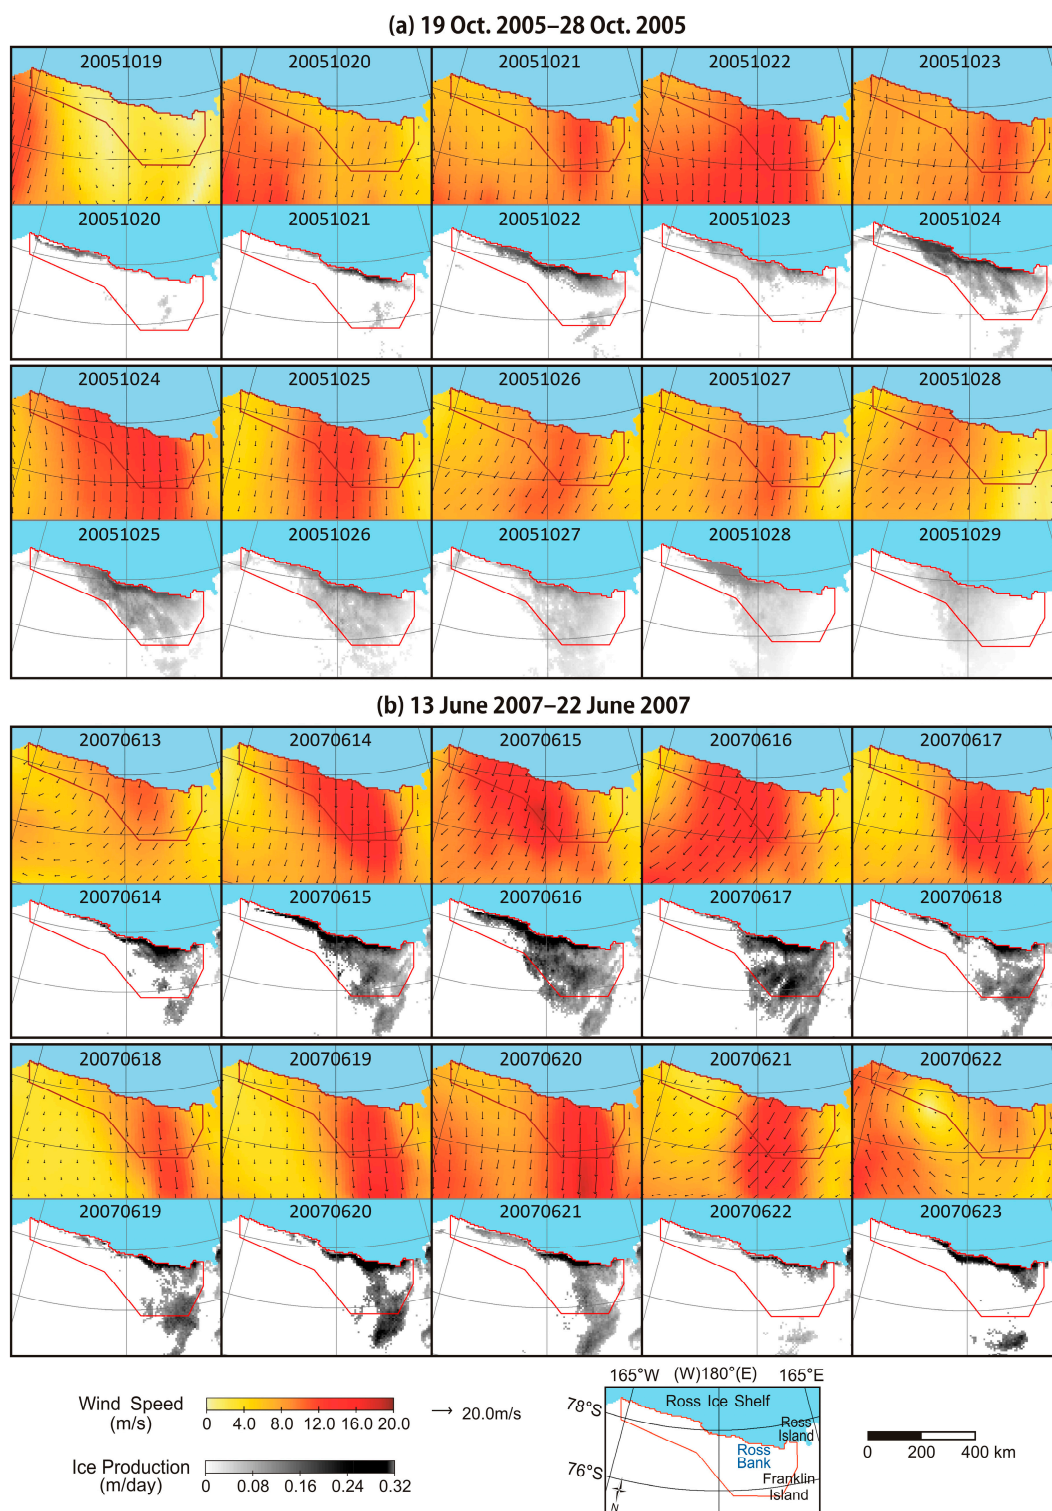 (a) 19 Oct. 2005–28 Oct. 2005
20051019 20051020 20051021 20051022 20051023
20051020 20051021 20051022 20051023 20051024
20051024 20051025 20051026 20051027 20051028
20051025 20051026 20051027 20051028 20051029
(b) 13 June 2007–22 June 2007
20070613 20070614 20070615 20070616 20070617
20070614 20070615 20070616 20070617 20070618
20070618 20070619 20070620 20070621 20070622
20070619 20070620 20070621 20070622 20070623
Wind Speed
(m/s)
0 4.0 8.0 12.0 16.0 20.0
20.0m/s
Ice Production
(m/day)
0 0.08 0.16 0.24 0.32
165°W (W)180°(E) 165°E
78°S
76°S
Ross Ice Shelf
Ross
Island
Ross
Bank
Franklin
Island
N
0 200 400 km